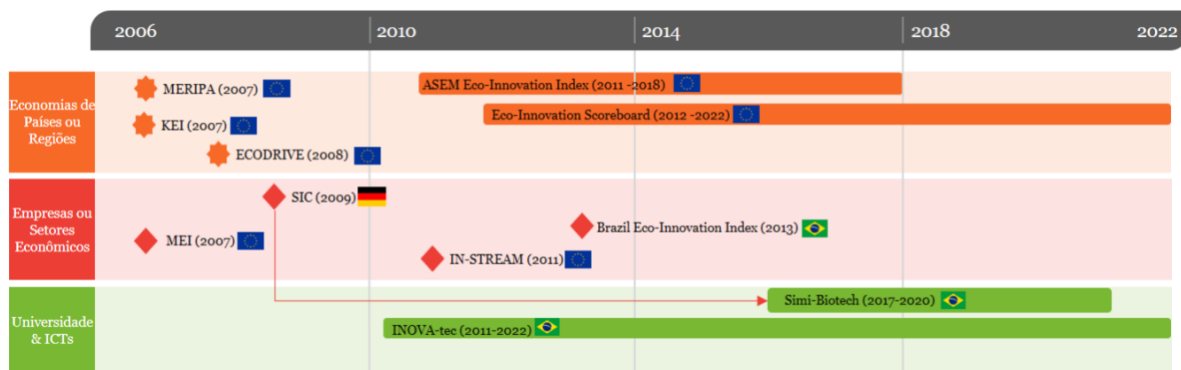 2006 2010 2014 2018 2022
Economias de
Países ou
Regiões
MERIPA (2007)
ASEM Eco-Innovation Index (2011 -2018)
Eco-Innovation Scoreboard (2012 -2022)
KEI (2007)
ECODRIVE (2008)
Empresas ou
Setores
Econômicos
SIC (2009)
Brazil Eco-Innovation Index (2013)
MEI (2007)
IN-STREAM (2011)
Universidade
& ICTs
Simi-Biotech (2017-2020)
INOVA-tec (2011-2022)